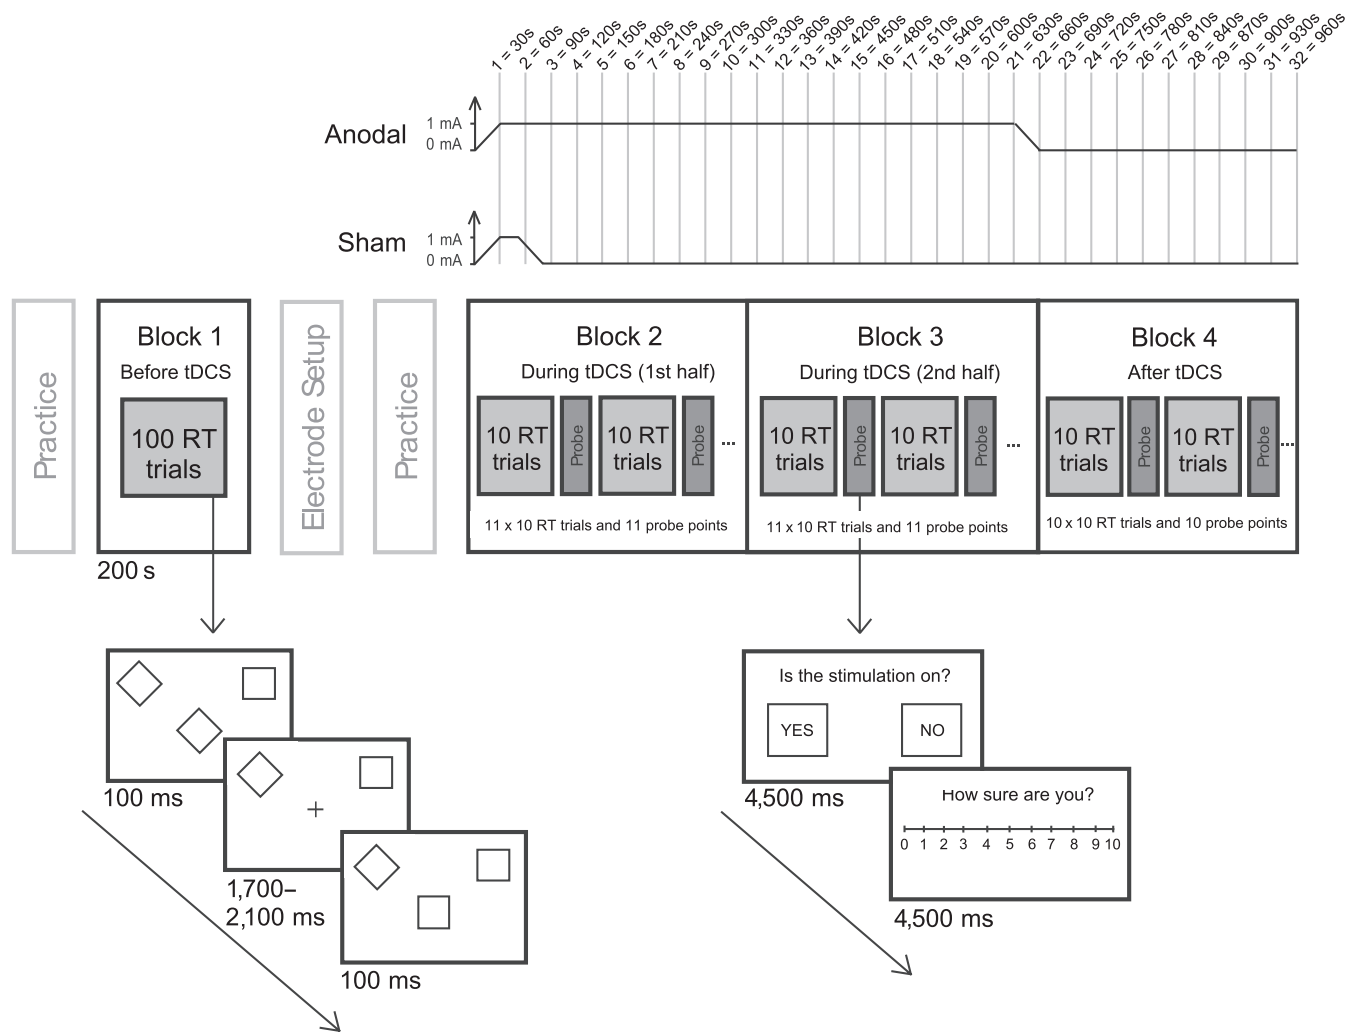 1 = 30s
2 = 60s
3 = 90s
4 = 120s
5 = 150s
6 = 180s
7 = 210s
8 = 240s
9 = 270s
10 = 300s
11 = 330s
12 = 360s
13 = 390s
14 = 420s
15 = 450s
16 = 480s
17 = 510s
18 = 540s
19 = 570s
20 = 600s
21 = 630s
22 = 660s
23 = 690s
24 = 720s
25 = 750s
26 = 780s
27 = 810s
28 = 840s
29 = 870s
30 = 900s
31 = 930s
32 = 960s
Anodal
1 mA
0 mA
Sham
1 mA
0 mA
Practice
Block 1
Before tDCS
100 RT
trials
200 s
Electrode Setup
Practice
Block 2
During tDCS (1st half)
10 RT
trials
Probe
10 RT
trials
Probe
...
11 x 10 RT trials and 11 probe points
Block 3
During tDCS (2nd half)
10 RT
trials
Probe
10 RT
trials
Probe
...
11 x 10 RT trials and 11 probe points
Block 4
After tDCS
10 RT
trials
Probe
10 RT
trials
Probe
...
10 x 10 RT trials and 10 probe points
100 ms
+
1,700–
2,100 ms
100 ms
Is the stimulation on?
YES
NO
4,500 ms
How sure are you?
0 1 2 3 4 5 6 7 8 9 10
4,500 ms